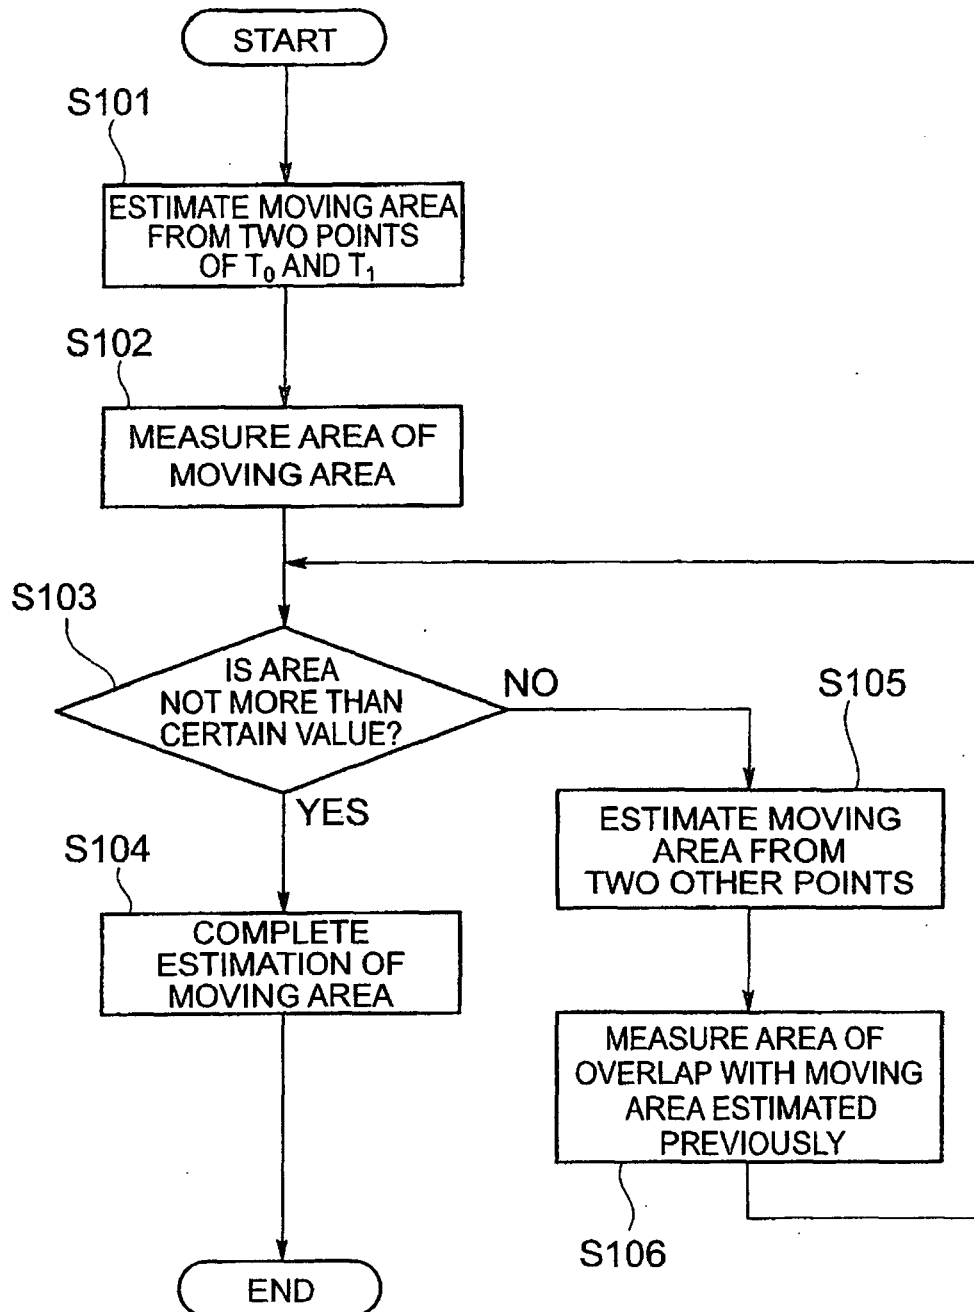 START
S101
ESTIMATE MOVING AREA
FROM TWO POINTS
OF T₀ AND T₁
S102
MEASURE AREA OF
MOVING AREA
S103
IS AREA
NOT MORE THAN
CERTAIN VALUE?
NO
YES
S104
COMPLETE
ESTIMATION OF
MOVING AREA
S105
ESTIMATE MOVING
AREA FROM
TWO OTHER POINTS
MEASURE AREA OF
OVERLAP WITH MOVING
AREA ESTIMATED
PREVIOUSLY
S106
END